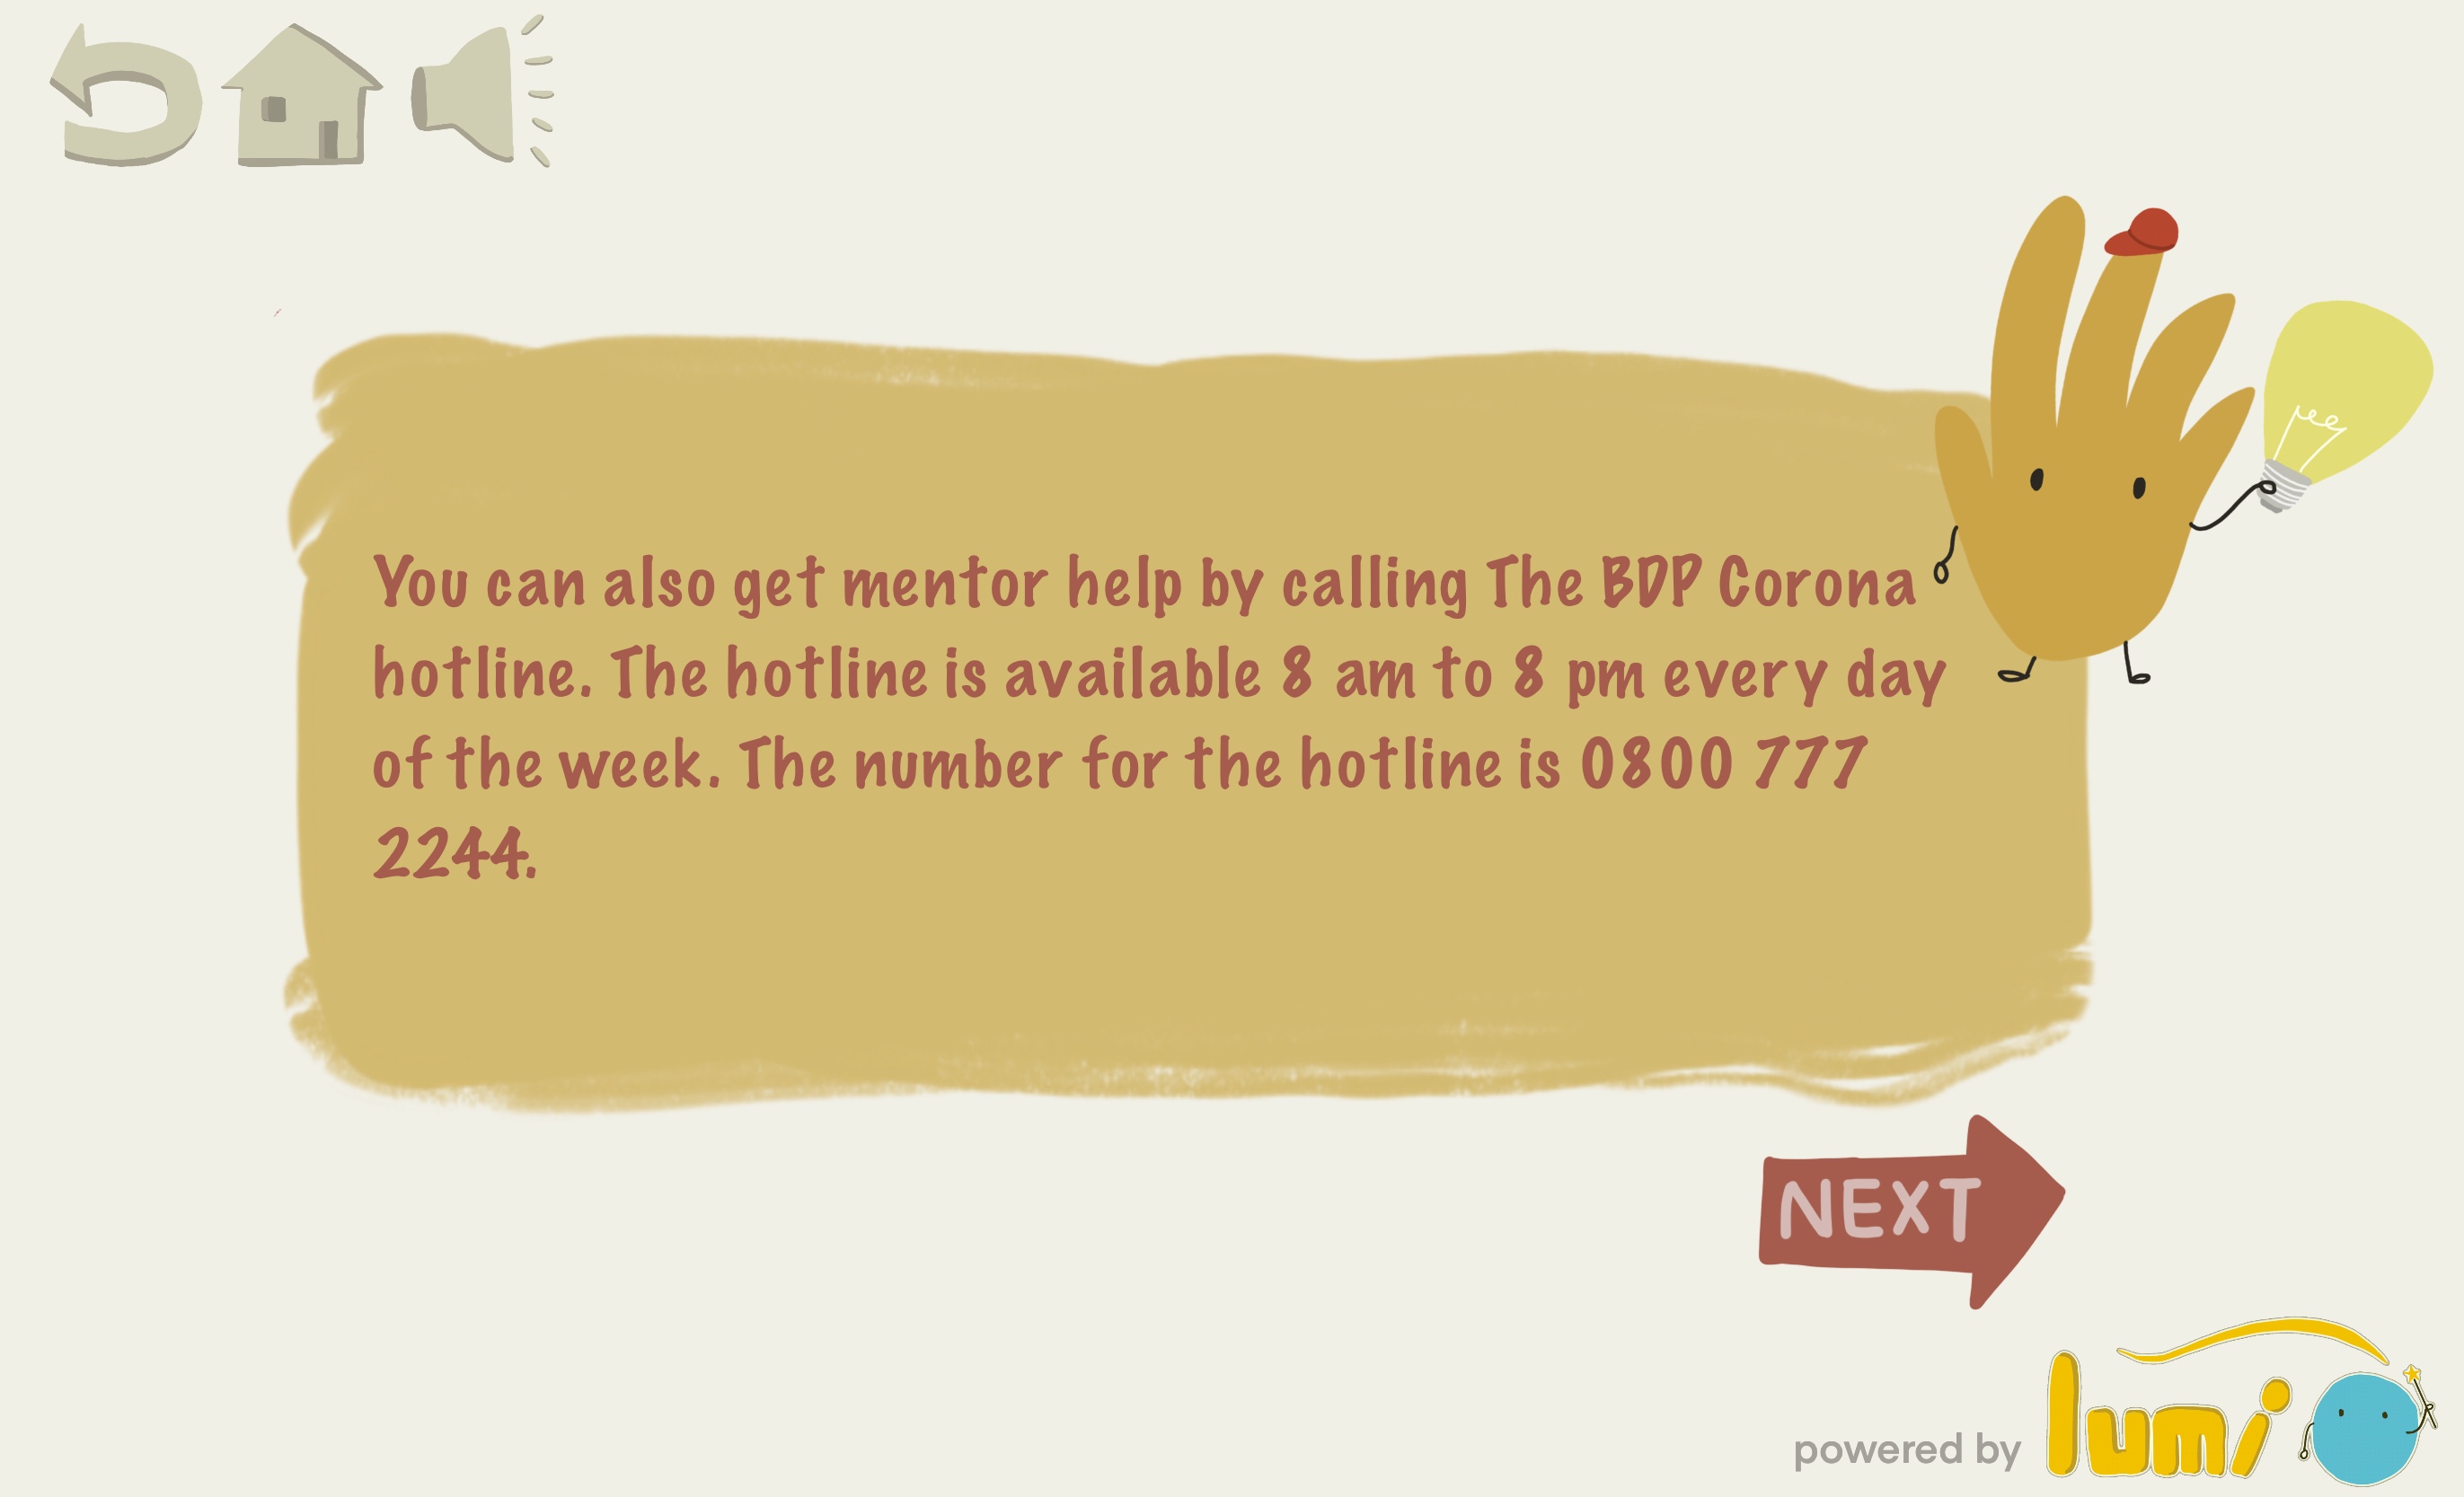 You can also get mentor help by calling The BDP Corona
hotline. The hotline is available 8 am to 8 pm every day
of the week. The number for the hotline is 0800 777
2244.
NEXT
powered by lumi